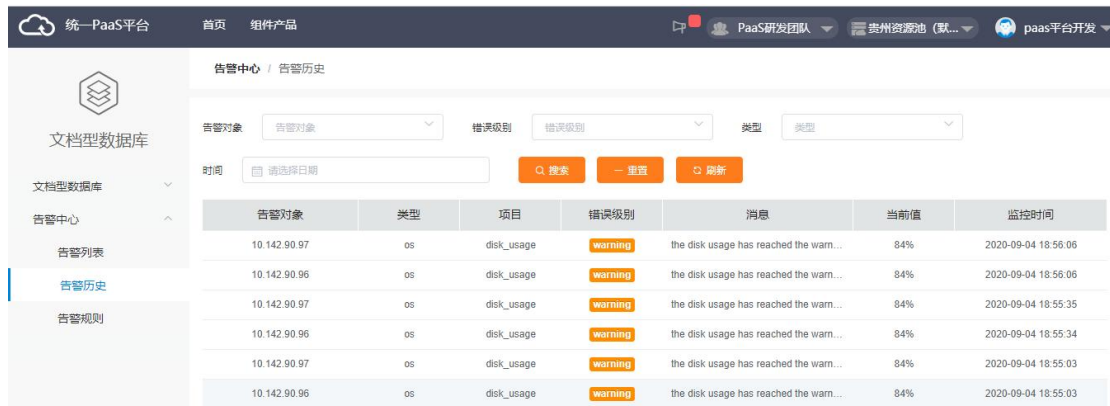 统一PaaS平台 首页 组件产品 PaaS研发团队 贵州资源池（默... paas平台开发
告警中心 / 告警历史
文档型数据库
文档型数据库
告警中心
告警列表
告警历史
告警规则
告警对象 告警对象 错误级别 错误级别 类型 类型
时间 请选择日期 搜索 重置 刷新
告警对象 类型 项目 错误级别 消息 当前值 监控时间
10.142.90.97 os disk_usage warning the disk usage has reached the warn... 84% 2020-09-04 18:56:06
10.142.90.96 os disk_usage warning the disk usage has reached the warn... 84% 2020-09-04 18:56:06
10.142.90.97 os disk_usage warning the disk usage has reached the warn... 84% 2020-09-04 18:55:35
10.142.90.96 os disk_usage warning the disk usage has reached the warn... 84% 2020-09-04 18:55:34
10.142.90.97 os disk_usage warning the disk usage has reached the warn... 84% 2020-09-04 18:55:03
10.142.90.96 os disk_usage warning the disk usage has reached the warn... 84% 2020-09-04 18:55:03